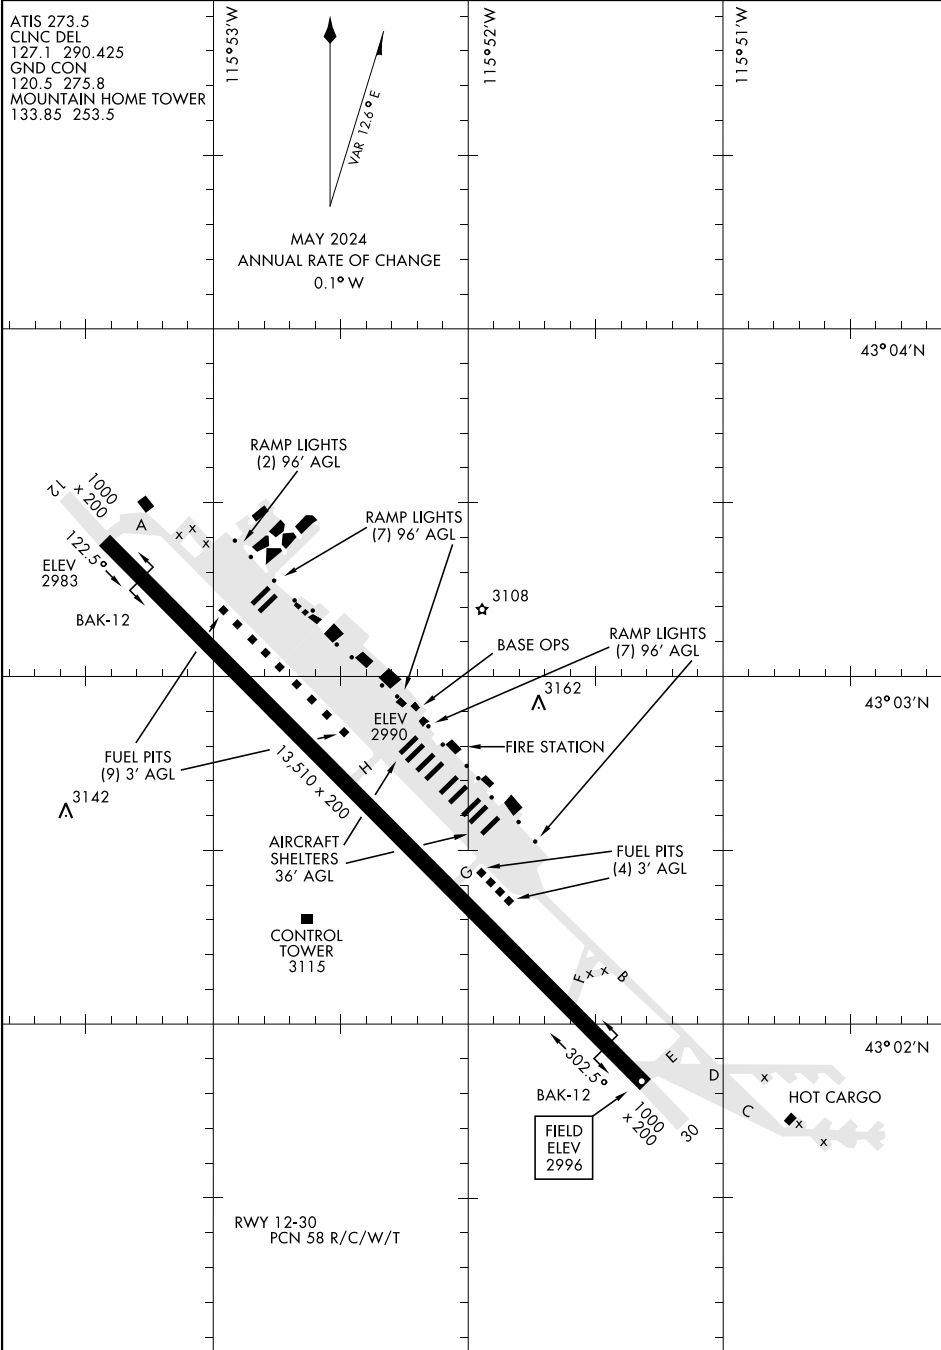 ATIS 273.5
CLNC DEL
127.1 290.425
GND CON
120.5 275.8
MOUNTAIN HOME TOWER
133.85 253.5
115°53'W
115°52'W
115°51'W
VAR 12.6° E
MAY 2024
ANNUAL RATE OF CHANGE
0.1° W
43°04'N
RAMP LIGHTS
(2) 96' AGL
12
1000
x 200
A
x
x
x
RAMP LIGHTS
(7) 96' AGL
122.5°
ELEV
2983
BAK-12
3108
BASE OPS
RAMP LIGHTS
(7) 96' AGL
3162
43°03'N
ELEV
2990
FIRE STATION
FUEL PITS
(9) 3' AGL
13,510 x 200
H
3142
AIRCRAFT
SHELTERS
36' AGL
FUEL PITS
(4) 3' AGL
G
CONTROL
TOWER
3115
F
x
x
B
43°02'N
E
302.5°
D
x
BAK-12
1000
x 200
30
C
HOT CARGO
x
x
FIELD
ELEV
2996
RWY 12-30
PCN 58 R/C/W/T